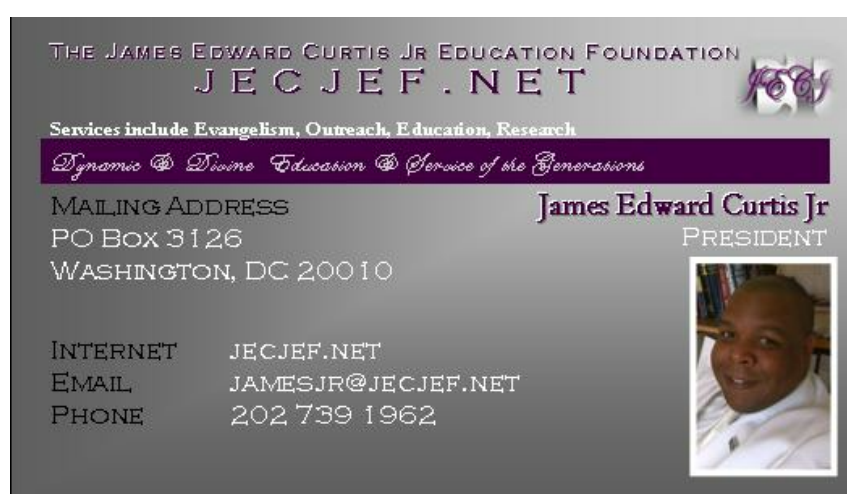 The James Edward Curtis Jr Education Foundation
JECJEF.NET
JECJ
Services include Evangelism, Outreach, Education, Research
Dynamic & Divine Education & Service of the Generations
Mailing Address
PO Box 3126
Washington, DC 20010
James Edward Curtis Jr
President
Internet jecjef.net
Email jamesjr@jecjef.net
Phone 202 739 1962